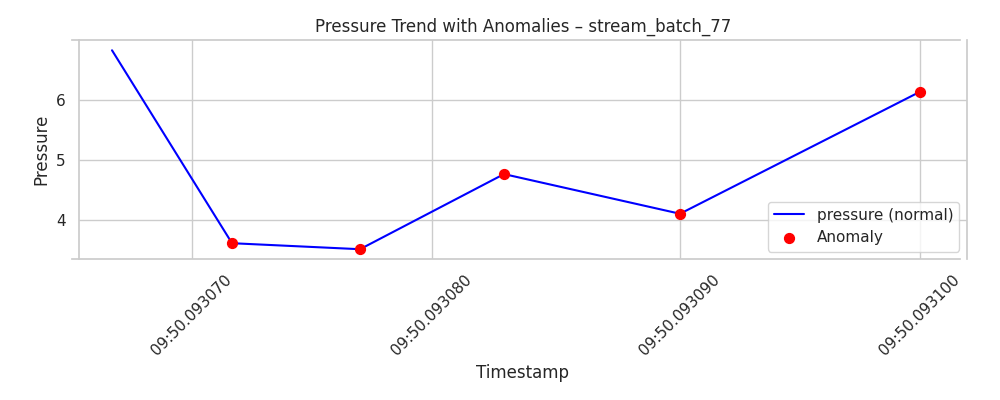 Pressure Trend with Anomalies – stream_batch_77
Pressure
6
5
4
pressure (normal)
Anomaly
09:50.093070
09:50.093080
09:50.093090
09:50.093100
Timestamp